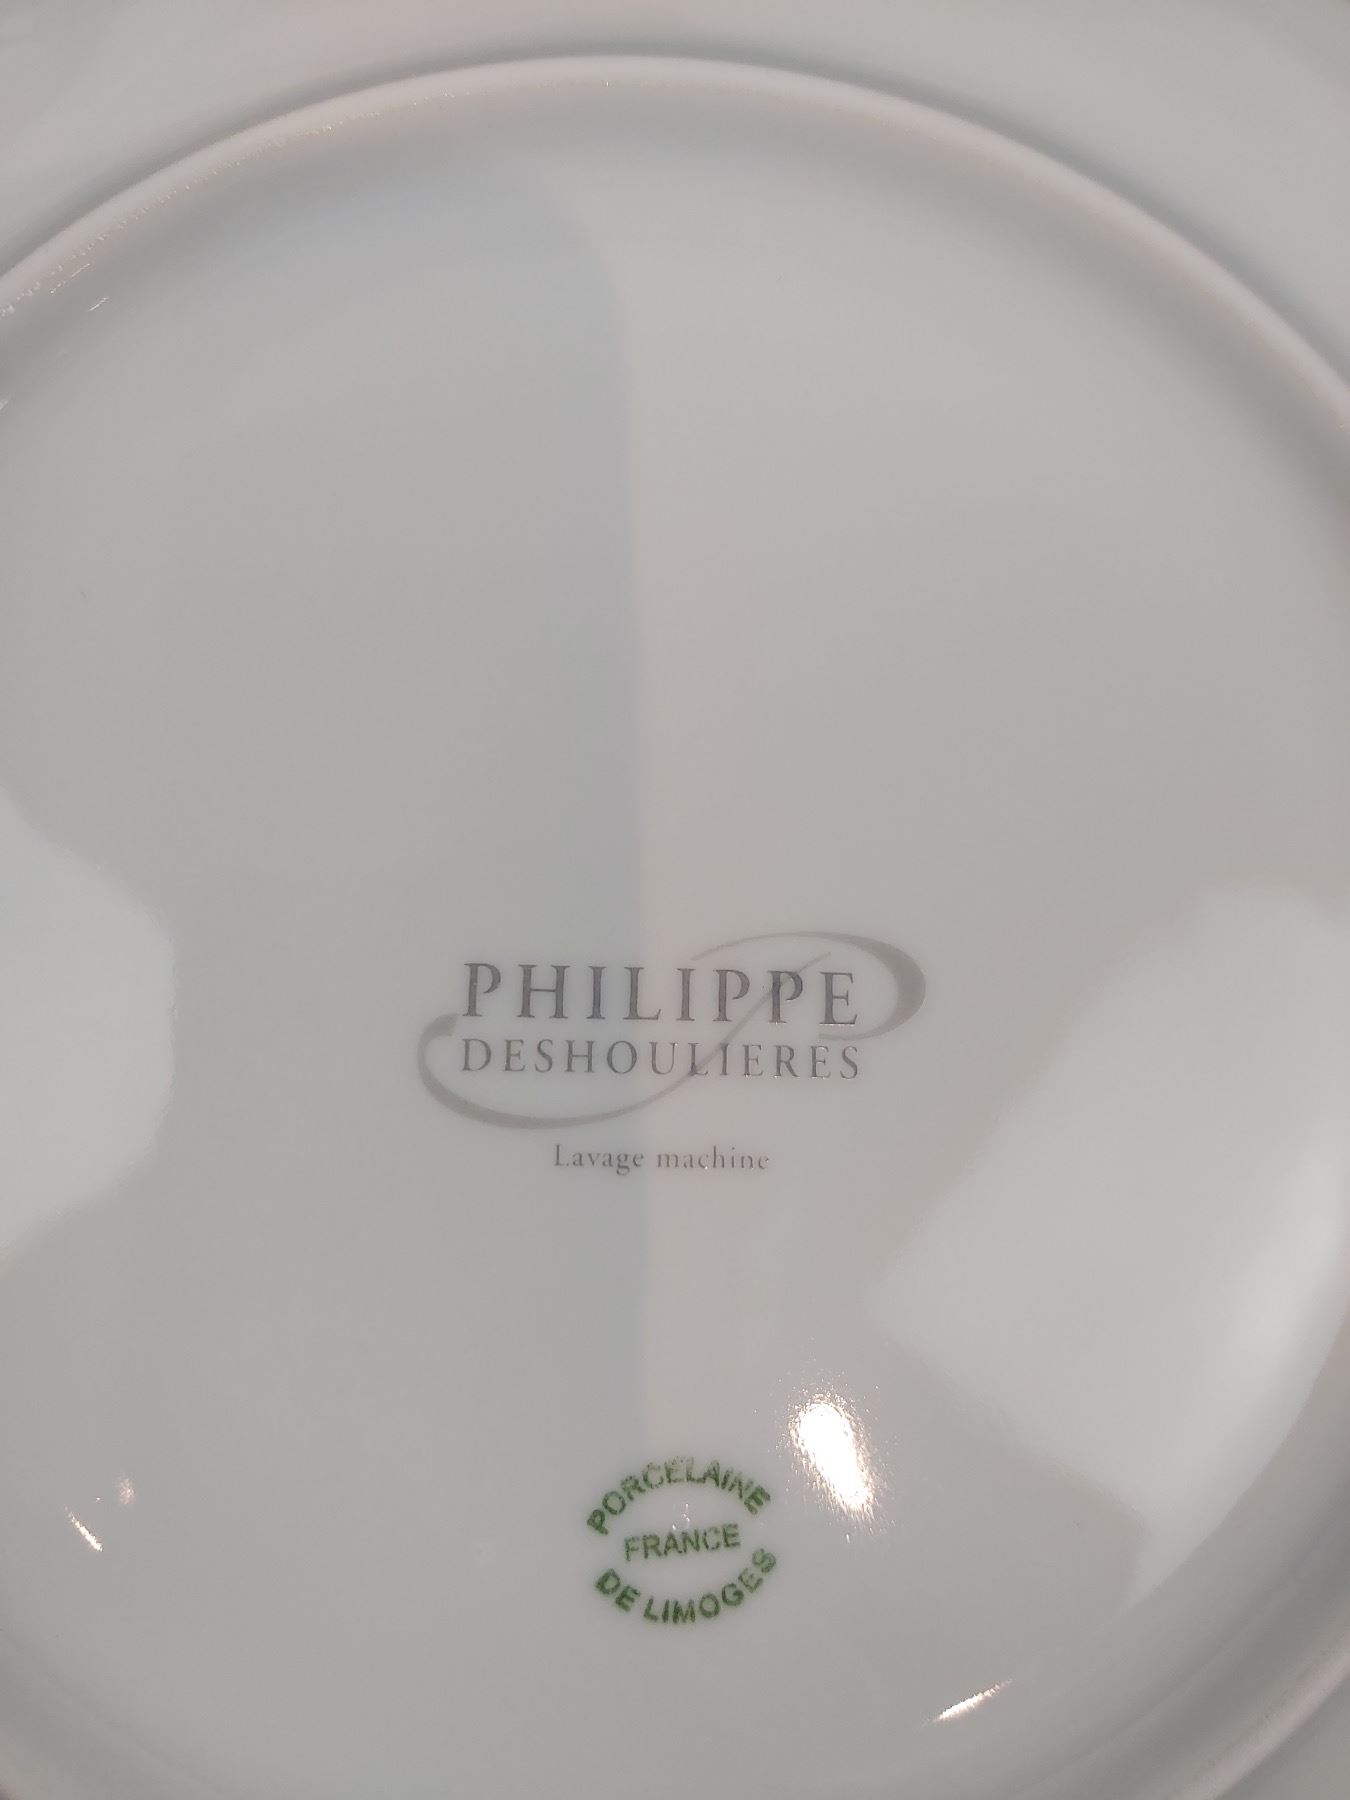 PHILIPPE
DESHOULIERES
Lavage machine
PORCELAINE
FRANCE
DE LIMOGES